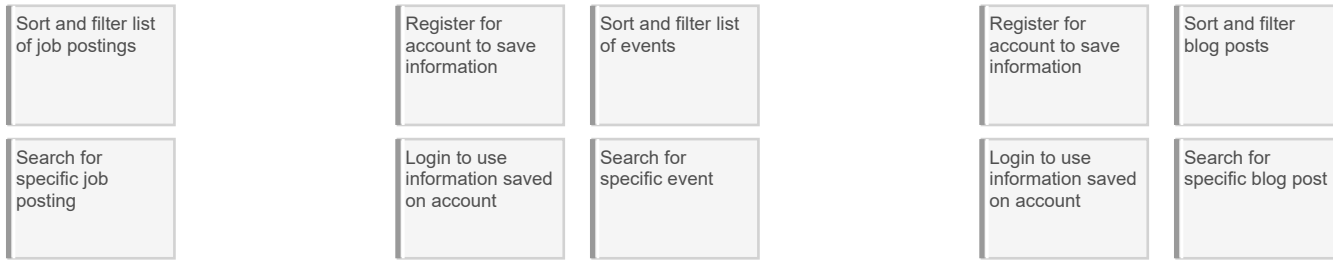 Sort and filter list
of job postings
Register for
account to save
information
Sort and filter list
of events
Register for
account to save
information
Sort and filter
blog posts
Search for
specific job
posting
Login to use
information saved
on account
Search for
specific event
Login to use
information saved
on account
Search for
specific blog post